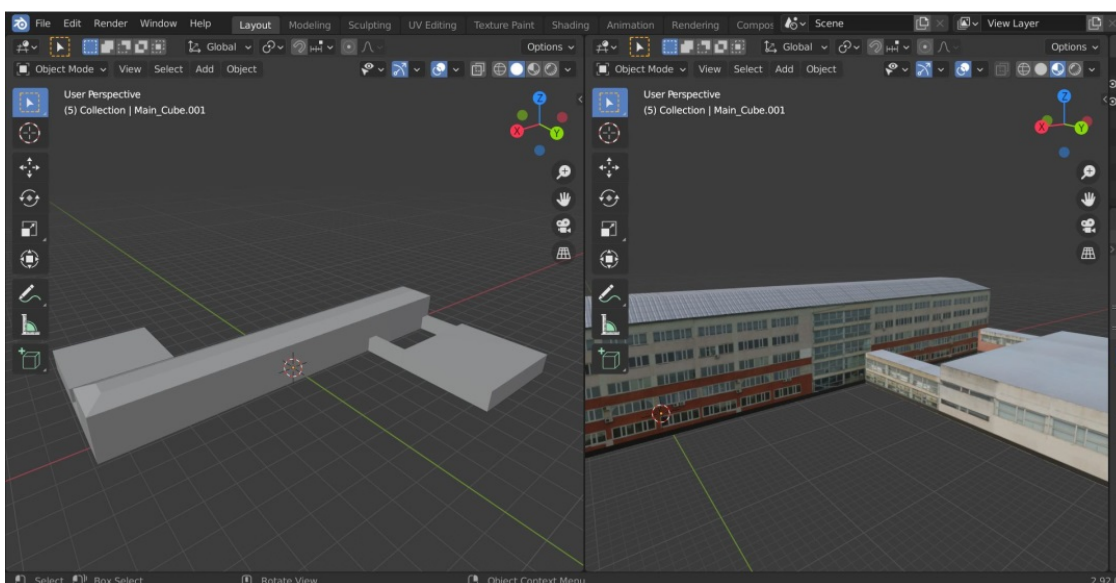 File Edit Render Window Help Layout Modeling Sculpting UV Editing Texture Paint Shading Animation Rendering Compos Scene View Layer
Global Options
Object Mode View Select Add Object
User Perspective
(5) Collection | Main_Cube.001
Z
X
Y
Global Options
Object Mode View Select Add Object
User Perspective
(5) Collection | Main_Cube.001
Z
X
Y
Select Box Select Rotate View Object Context Menu 2.92